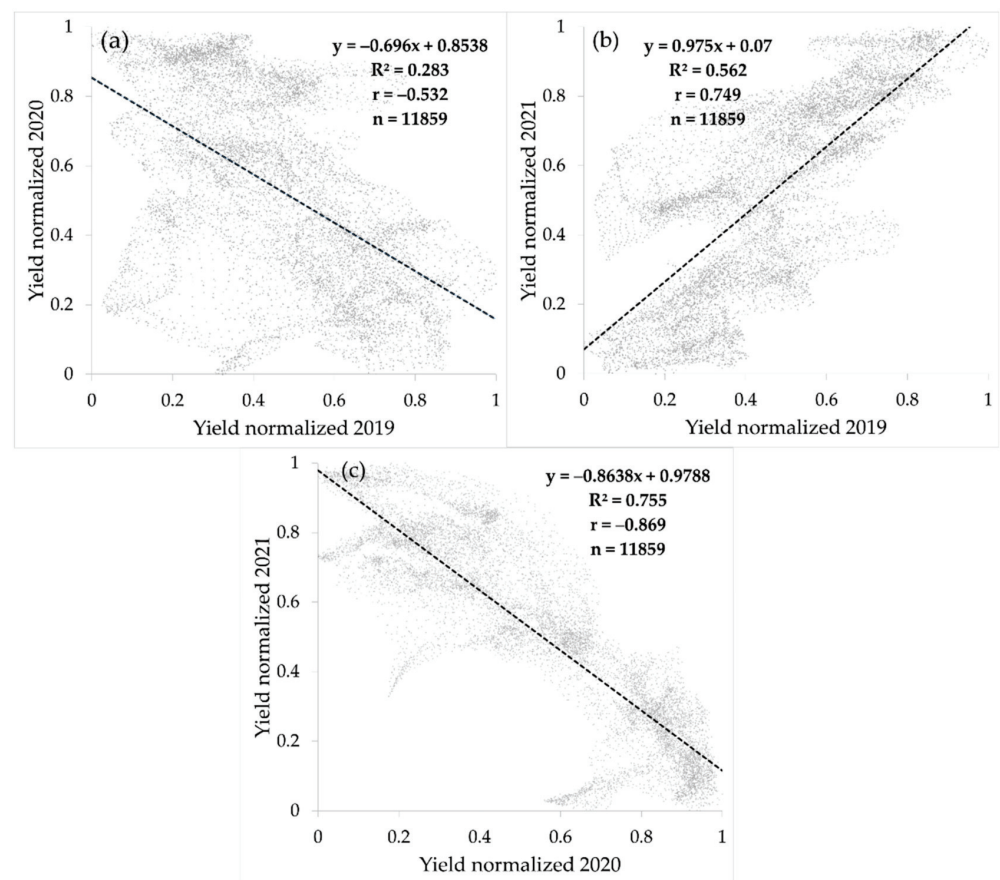 (a)
y = –0.696x + 0.8538
R² = 0.283
r = –0.532
n = 11859
1
0.8
0.6
0.4
0.2
0
Yield normalized 2020
0 0.2 0.4 0.6 0.8 1
Yield normalized 2019
(b)
y = 0.975x + 0.07
R² = 0.562
r = 0.749
n = 11859
1
0.8
0.6
0.4
0.2
0
Yield normalized 2021
0 0.2 0.4 0.6 0.8 1
Yield normalized 2019
(c)
y = –0.8638x + 0.9788
R² = 0.755
r = –0.869
n = 11859
1
0.8
0.6
0.4
0.2
0
Yield normalized 2021
0 0.2 0.4 0.6 0.8 1
Yield normalized 2020